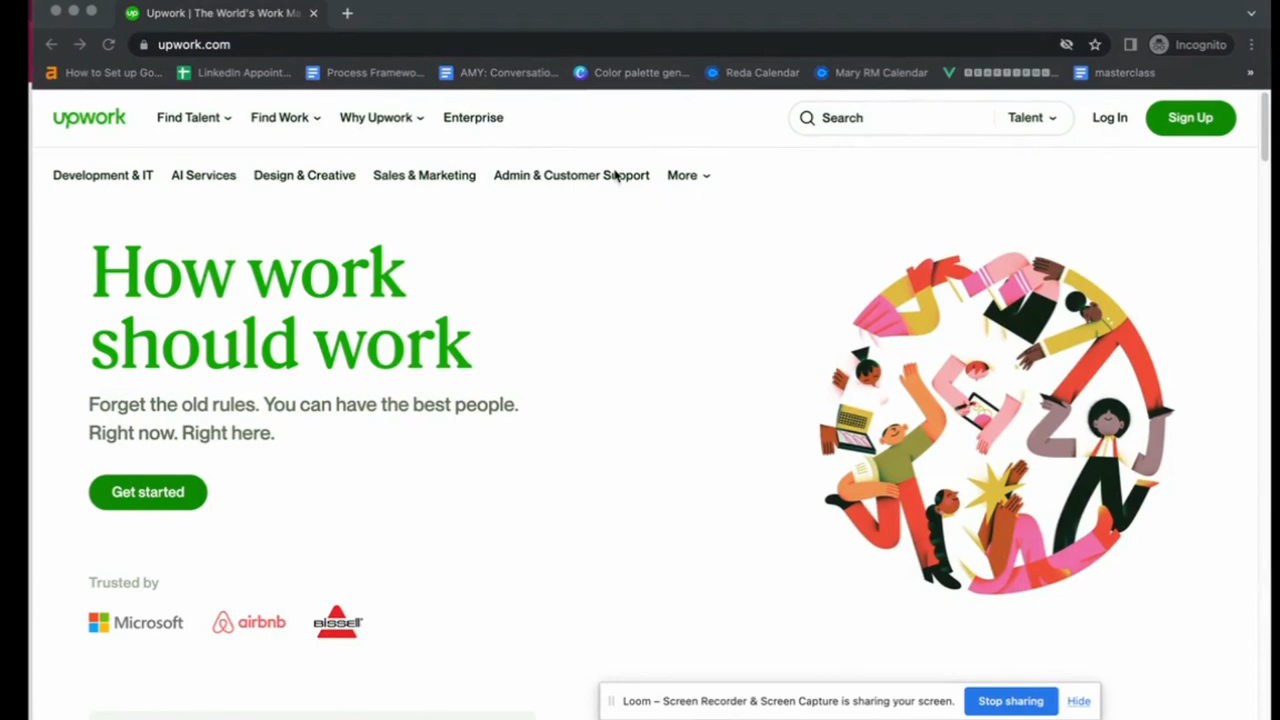 Upwork | The World's Work Ma
upwork.com
Incognito
How to Set up Go...
LinkedIn Appoint...
Process Framewo...
AMY: Conversatio...
Color palette gen...
Reda Calendar
Mary RM Calendar
masterclass
»
upwork
Find Talent
Find Work
Why Upwork
Enterprise
Search
Talent
Log In
Sign Up
Development & IT
AI Services
Design & Creative
Sales & Marketing
Admin & Customer Support
More
How work
should work
Forget the old rules. You can have the best people.
Right now. Right here.
Get started
Trusted by
Microsoft
airbnb
BISSELL
Loom – Screen Recorder & Screen Capture is sharing your screen.
Stop sharing
Hide